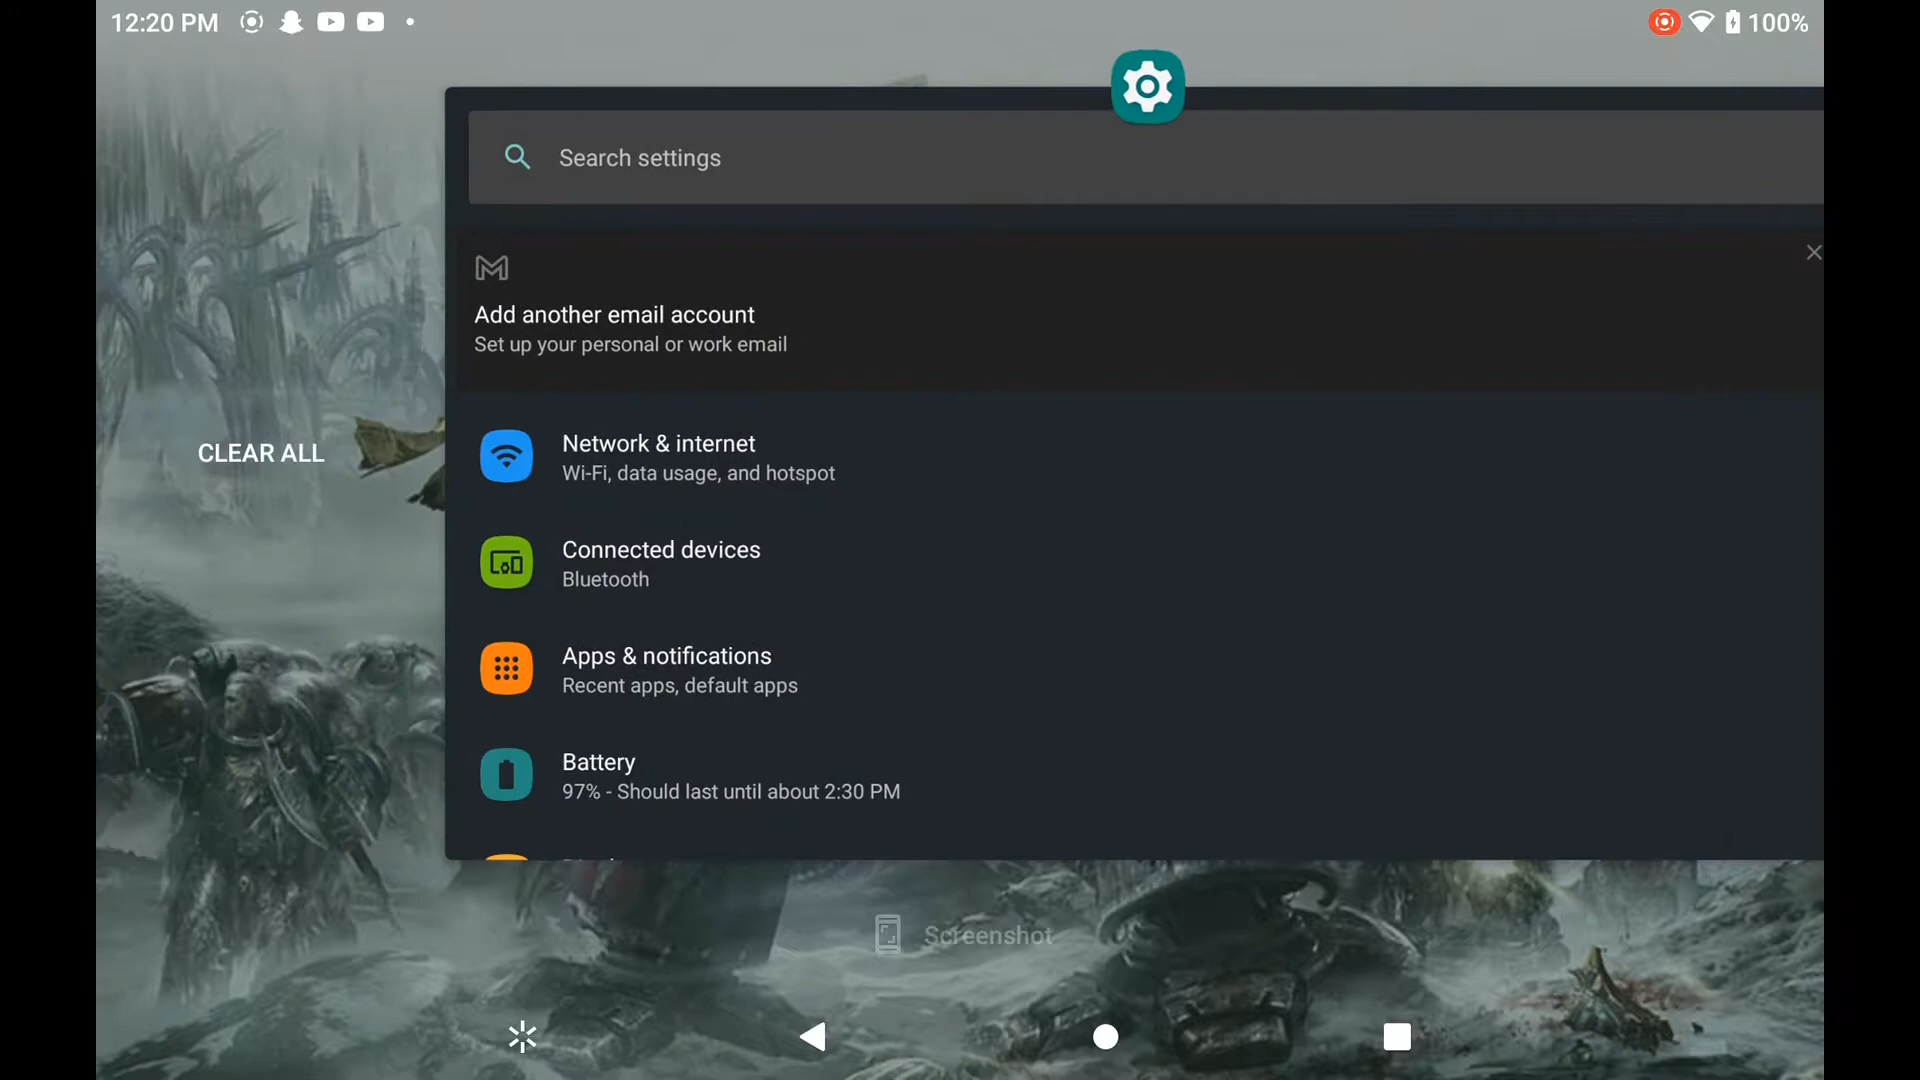 12:20 PM
100%
Search settings
Add another email account
Set up your personal or work email
Network & internet
Wi-Fi, data usage, and hotspot
CLEAR ALL
Connected devices
Bluetooth
Apps & notifications
Recent apps, default apps
Battery
97% - Should last until about 2:30 PM
Screenshot